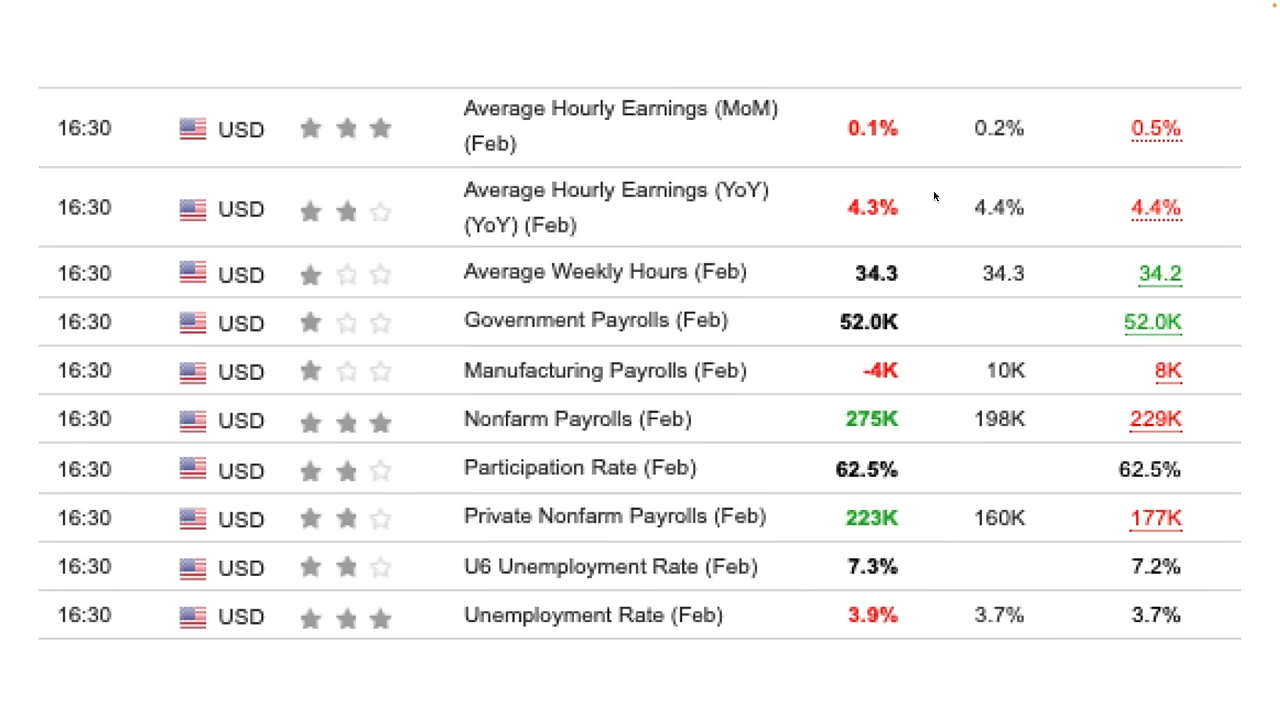 16:30 USD Average Hourly Earnings (MoM) 0.1% 0.2% 0.5%
(Feb)
16:30 USD Average Hourly Earnings (YoY) 4.3% 4.4% 4.4%
(YoY) (Feb)
16:30 USD Average Weekly Hours (Feb) 34.3 34.3 34.2
16:30 USD Government Payrolls (Feb) 52.0K 52.0K
16:30 USD Manufacturing Payrolls (Feb) -4K 10K 8K
16:30 USD Nonfarm Payrolls (Feb) 275K 198K 229K
16:30 USD Participation Rate (Feb) 62.5% 62.5%
16:30 USD Private Nonfarm Payrolls (Feb) 223K 160K 177K
16:30 USD U6 Unemployment Rate (Feb) 7.3% 7.2%
16:30 USD Unemployment Rate (Feb) 3.9% 3.7% 3.7%